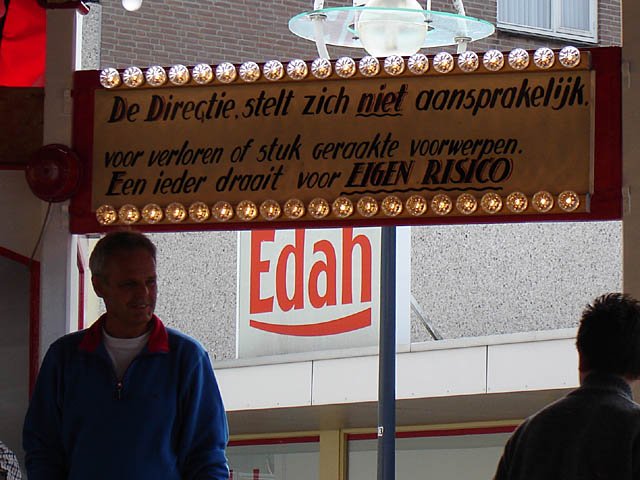 De Directie. stelt zich niet aansprakelijk.
voor verloren of stuk geraakte voorwerpen.
Een ieder draait voor EIGEN RISICO
Edah